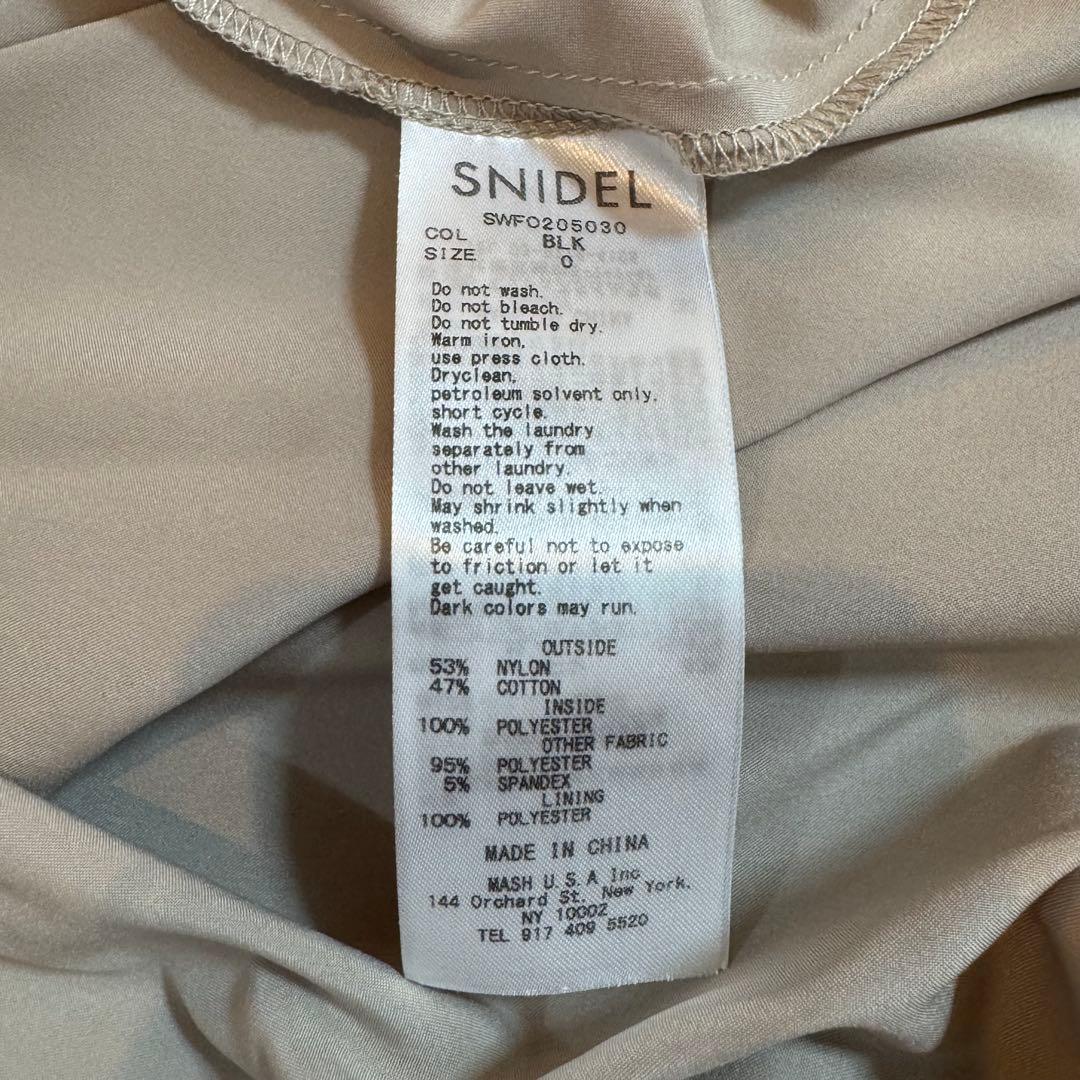 SNIDEL
SWFO205030
COL BLK
SIZE 0
Do not wash.
Do not bleach.
Do not tumble dry.
Warm iron,
use press cloth.
Dryclean,
petroleum solvent only,
short cycle.
Wash the laundry
separately from
other laundry.
Do not leave wet.
May shrink slightly when
washed.
Be careful not to expose
to friction or let it
get caught.
Dark colors may run.
OUTSIDE
53% NYLON
47% COTTON
INSIDE
100% POLYESTER
OTHER FABRIC
95% POLYESTER
5% SPANDEX
LINING
100% POLYESTER
MADE IN CHINA
MASH U.S.A Inc
144 Orchard St. New York,
NY 10002
TEL 917 409 5520